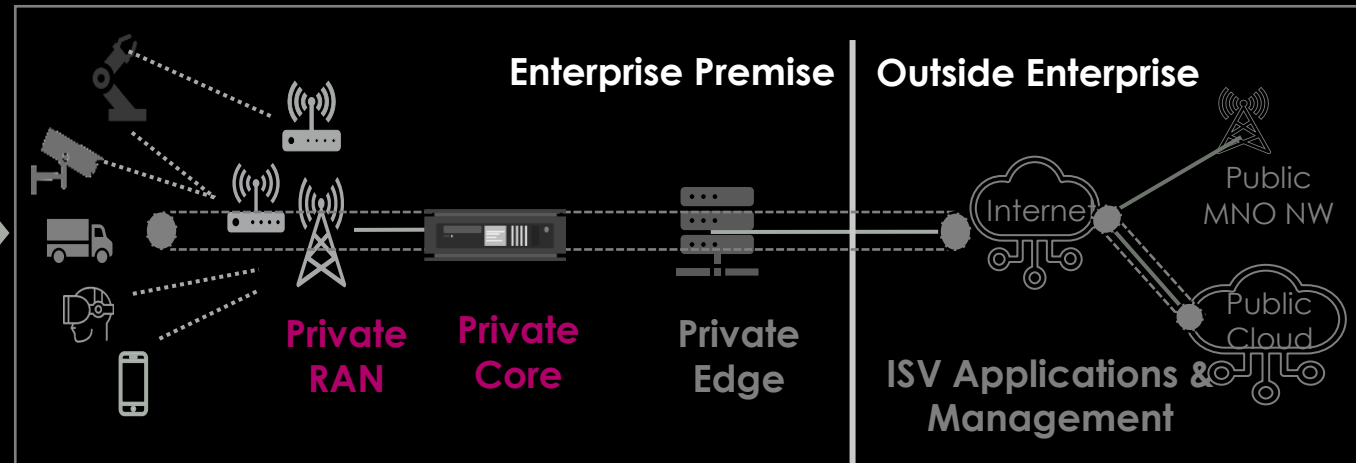 Enterprise Premise
Outside Enterprise
Internet
Public
MNO NW
Public
Cloud
Private
RAN
Private
Core
Private
Edge
ISV Applications &
Management